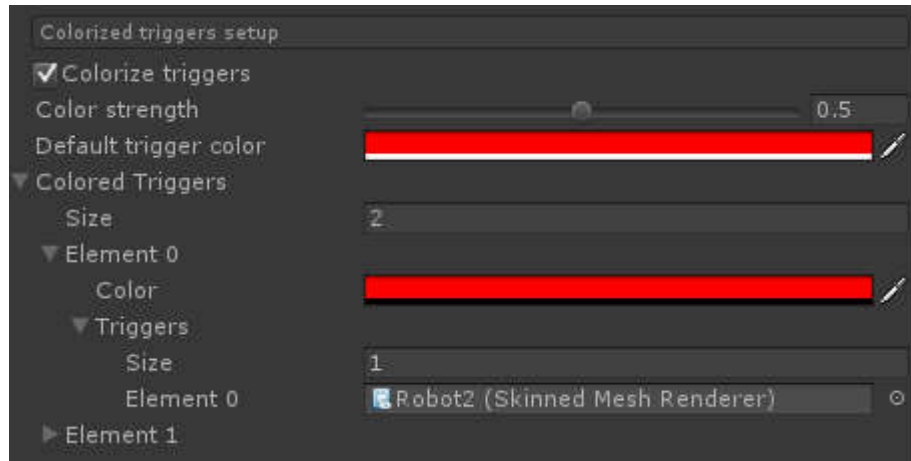 Colorized triggers setup
Colorize triggers
Color strength 0.5
Default trigger color
Colored Triggers
Size 2
Element 0
Color
Triggers
Size 1
Element 0 Robot2 (Skinned Mesh Renderer)
Element 1